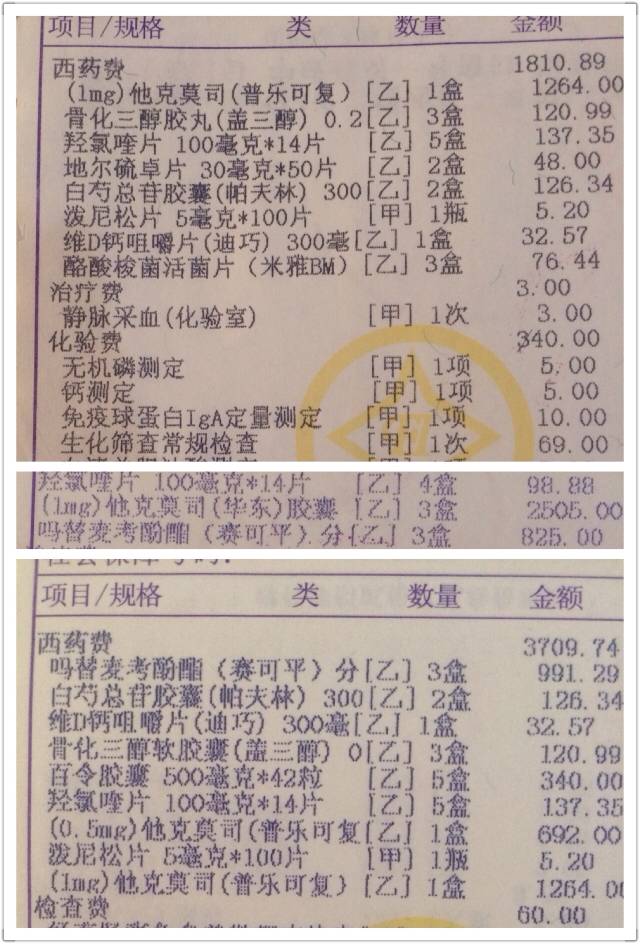 项目/规格 类 数量 金额
西药费 1810.89
(1mg)他克莫司(普乐可复) [乙] 1盒 1264.00
骨化三醇胶丸(盖三醇) 0.2[乙] 3盒 120.99
羟氯喹片 100毫克*14片 [乙] 5盒 137.35
地尔硫卓片 30毫克*50片 [乙] 2盒 48.00
白芍总苷胶囊(帕夫林) 300[乙] 2盒 126.34
泼尼松片 5毫克*100片 [甲] 1瓶 5.20
维D钙咀嚼片(迪巧) 300毫[乙] 1盒 32.57
酪酸梭菌活菌片(米雅BM) [乙] 3盒 76.44
治疗费 3.00
静脉采血(化验室) [甲] 1次 3.00
化验费 340.00
无机磷测定 [甲] 1项 5.00
钙测定 [甲] 1项 5.00
免疫球蛋白IgA定量测定 [甲] 1项 10.00
生化筛查常规检查 [甲] 1次 69.00
羟氯喹片 100毫克*14片 [乙] 4盒 98.88
(1mg)他克莫司(华东)胶囊 [乙] 3盒 2505.00
吗替麦考酚酯(赛可平)分[乙] 3盒 825.00
项目/规格 类 数量 金额
西药费 3709.74
吗替麦考酚酯(赛可平)分[乙] 3盒 991.29
白芍总苷胶囊(帕夫林) 300[乙] 2盒 126.34
维D钙咀嚼片(迪巧) 300毫[乙] 1盒 32.57
骨化三醇软胶囊(盖三醇) 0[乙] 3盒 120.99
百令胶囊 500毫克*42粒 [乙] 5盒 340.00
羟氯喹片 100毫克*14片 [乙] 5盒 137.35
(0.5mg)他克莫司(普乐可复[乙] 1盒 692.00
泼尼松片 5毫克*100片 [甲] 1瓶 5.20
(1mg)他克莫司(普乐可复) [乙] 1盒 1264.00
检查费 60.00